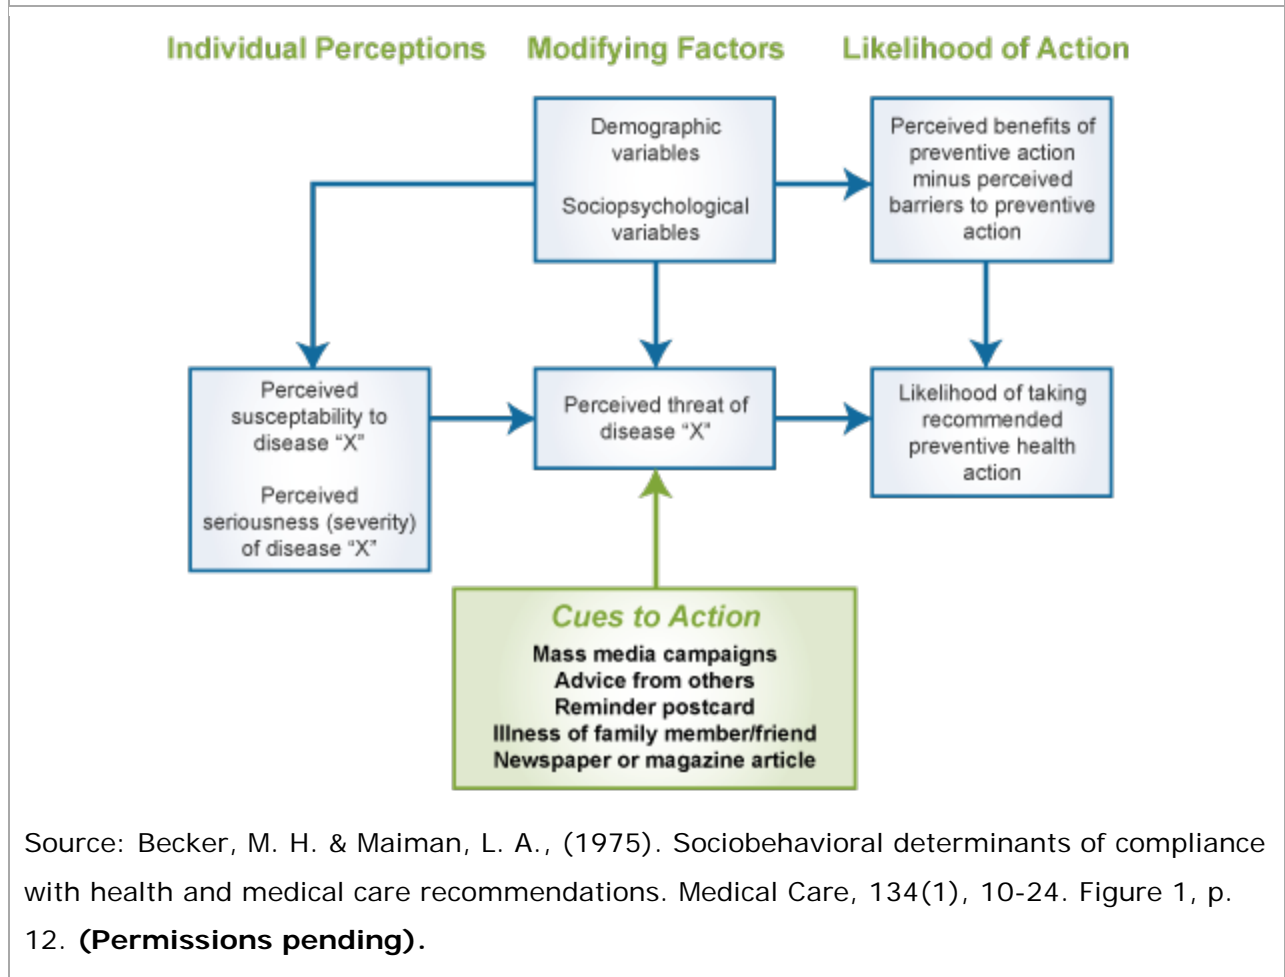 Individual Perceptions
Modifying Factors
Likelihood of Action
Demographic
variables
Sociopsychological
variables
Perceived benefits of
preventive action
minus perceived
barriers to preventive
action
Perceived
susceptability to
disease “X”
Perceived
seriousness (severity)
of disease “X”
Perceived threat of
disease “X”
Likelihood of taking
recommended
preventive health
action
Cues to Action
Mass media campaigns
Advice from others
Reminder postcard
Illness of family member/friend
Newspaper or magazine article
Source: Becker, M. H. & Maiman, L. A., (1975). Sociobehavioral determinants of compliance
with health and medical care recommendations. Medical Care, 134(1), 10-24. Figure 1, p.
12. (Permissions pending).